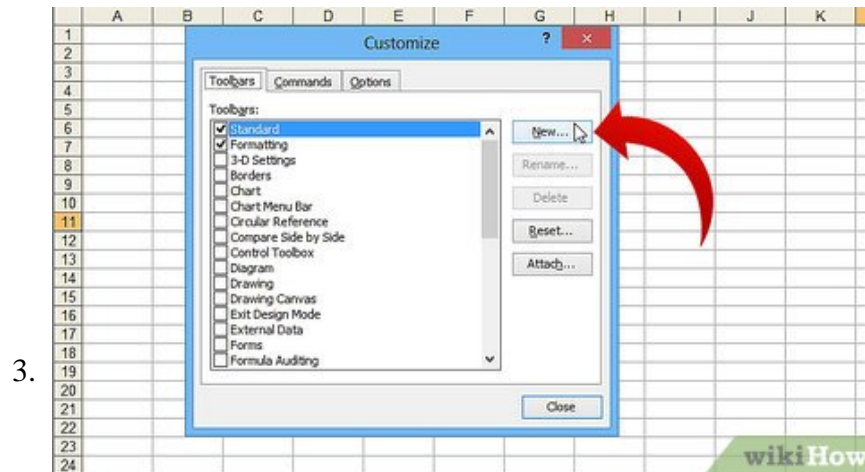 A B C D E F G H I J K
1
2
Customize ?
3
4
Toolbars Commands Options
5
Toolbars:
6
Standard
New...
7
Formatting
8
3-D Settings
Rename...
9
Borders
10
Chart
Delete
Chart Menu Bar
11
Circular Reference
12
Compare Side by Side
Reset...
13
Control Toolbox
Attach...
14
Diagram
Drawing
15
Drawing Canvas
16
Exit Design Mode
17
External Data
18
Forms
Formula Auditing
3.
19
20
21
Close
22
23
24
wikiHow